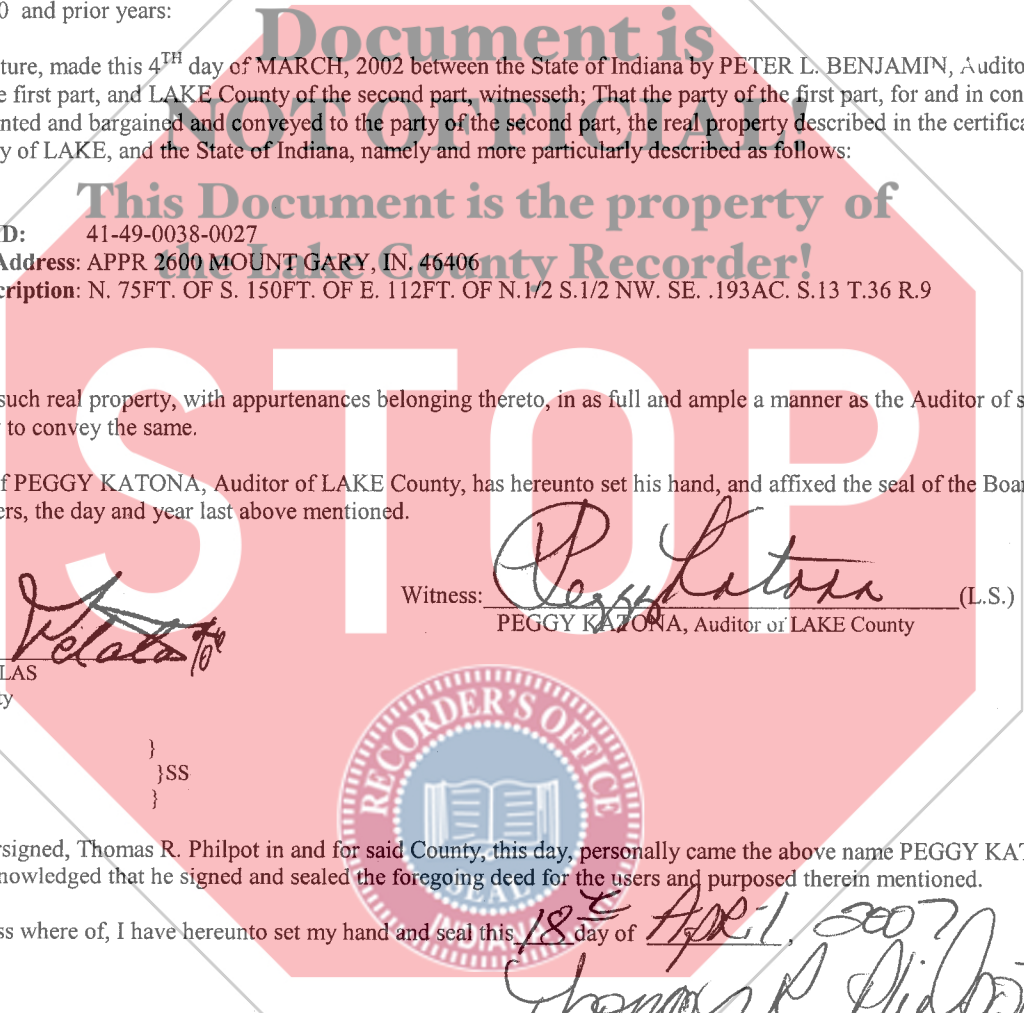 0 and prior years:
Document is
ture, made this 4TH day of MARCH, 2002 between the State of Indiana by PETER L. BENJAMIN, Audito
e first part, and LAKE County of the second part, witnesseth; That the party of the first part, for and in con
NOT OFFICIAL!
nted and bargained and conveyed to the party of the second part, the real property described in the certifica
y of LAKE, and the State of Indiana, namely and more particularly described as follows:
This Document is the property of
D: 41-49-0038-0027
the Lake County Recorder!
Address: APPR 2600 MOUNT GARY, IN. 46406
cription: N. 75FT. OF S. 150FT. OF E. 112FT. OF N.1/2 S.1/2 NW. SE. .193AC. S.13 T.36 R.9
STOP
such real property, with appurtenances belonging thereto, in as full and ample a manner as the Auditor of s
to convey the same.
f PEGGY KATONA, Auditor of LAKE County, has hereunto set his hand, and affixed the seal of the Boar
ers, the day and year last above mentioned.
Witness: Peggy Katona (L.S.)
PEGGY KATONA, Auditor of LAKE County
LAS
ty
}
}SS
}
RECORDER'S OFFICE
SEAL
INDIANA
rsigned, Thomas R. Philpot in and for said County, this day, personally came the above name PEGGY KAT
nowledged that he signed and sealed the foregoing deed for the users and purposed therein mentioned.
ss where of, I have hereunto set my hand and seal this 18th day of April, 2007
Thomas R Philpot